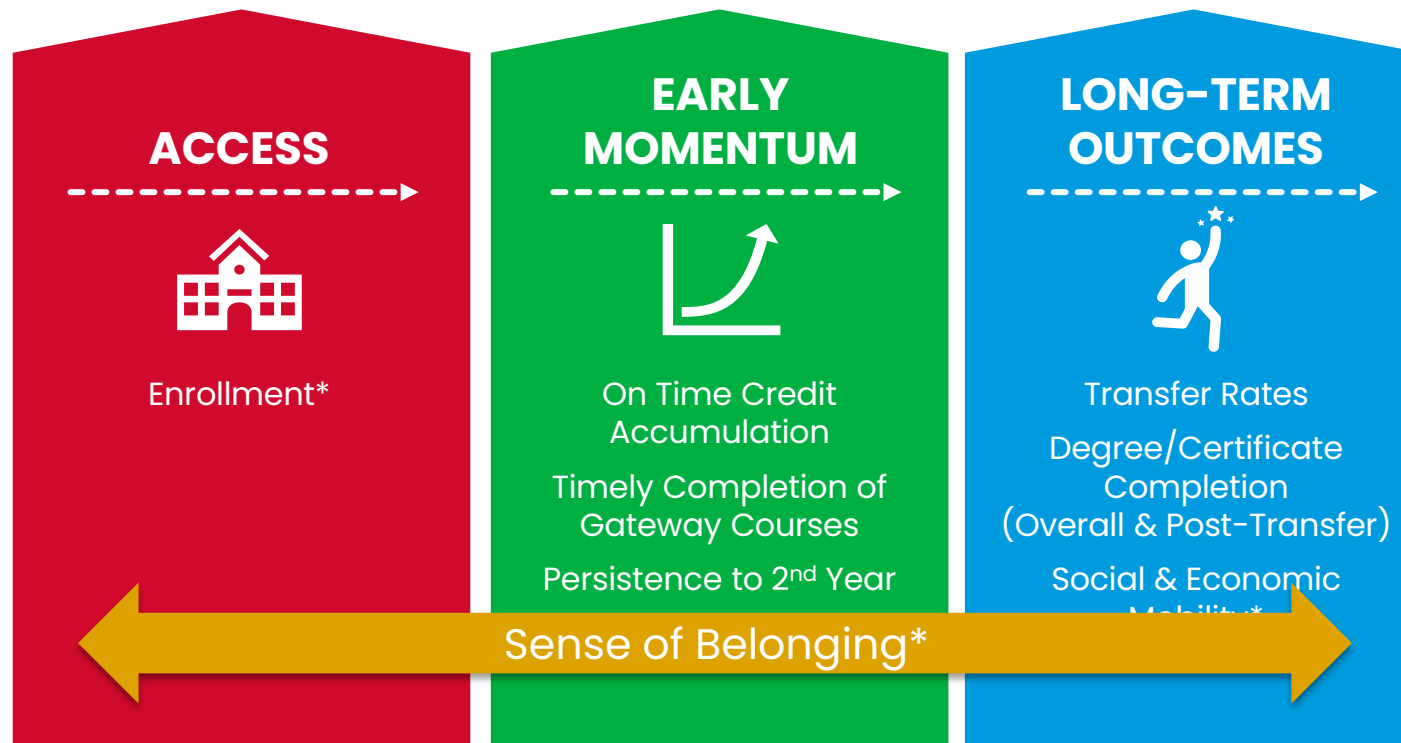 ACCESS
Enrollment*
EARLY
MOMENTUM
On Time Credit
Accumulation
Timely Completion of
Gateway Courses
Persistence to 2nd Year
LONG-TERM
OUTCOMES
Transfer Rates
Degree/Certificate
Completion
(Overall & Post-Transfer)
Social & Economic
Mobility*
Sense of Belonging*